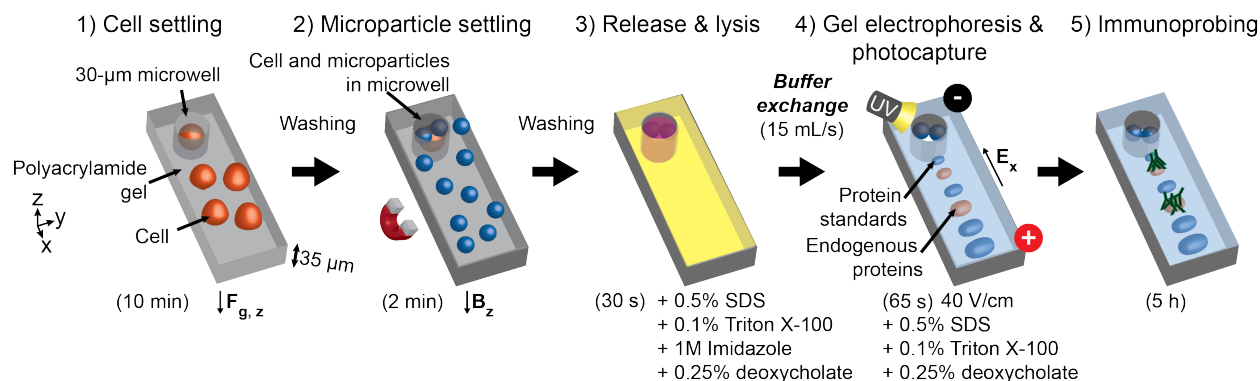 1) Cell settling
30-µm microwell
Polyacrylamide
gel
Cell
z
y
x
35 µm
(10 min)
F g, z
Washing
2) Microparticle settling
Cell and microparticles
in microwell
(2 min)
B z
Washing
3) Release & lysis
(30 s) + 0.5% SDS
+ 0.1% Triton X-100
+ 1M Imidazole
+ 0.25% deoxycholate
Buffer
exchange
(15 mL/s)
4) Gel electrophoresis &
photocapture
UV
-
E x
Protein
standards
Endogenous
proteins
+
(65 s) 40 V/cm
+ 0.5% SDS
+ 0.1% Triton X-100
+ 0.25% deoxycholate
5) Immunoprobing
(5 h)